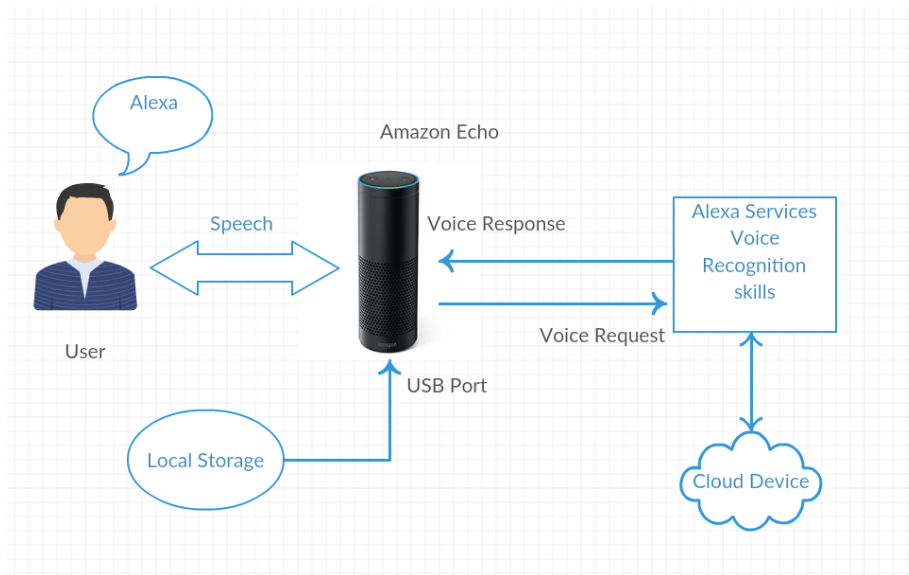 Alexa
Amazon Echo
Speech
Voice Response
Alexa Services
Voice
Recognition
skills
Voice Request
User
USB Port
Local Storage
Cloud Device
amazon